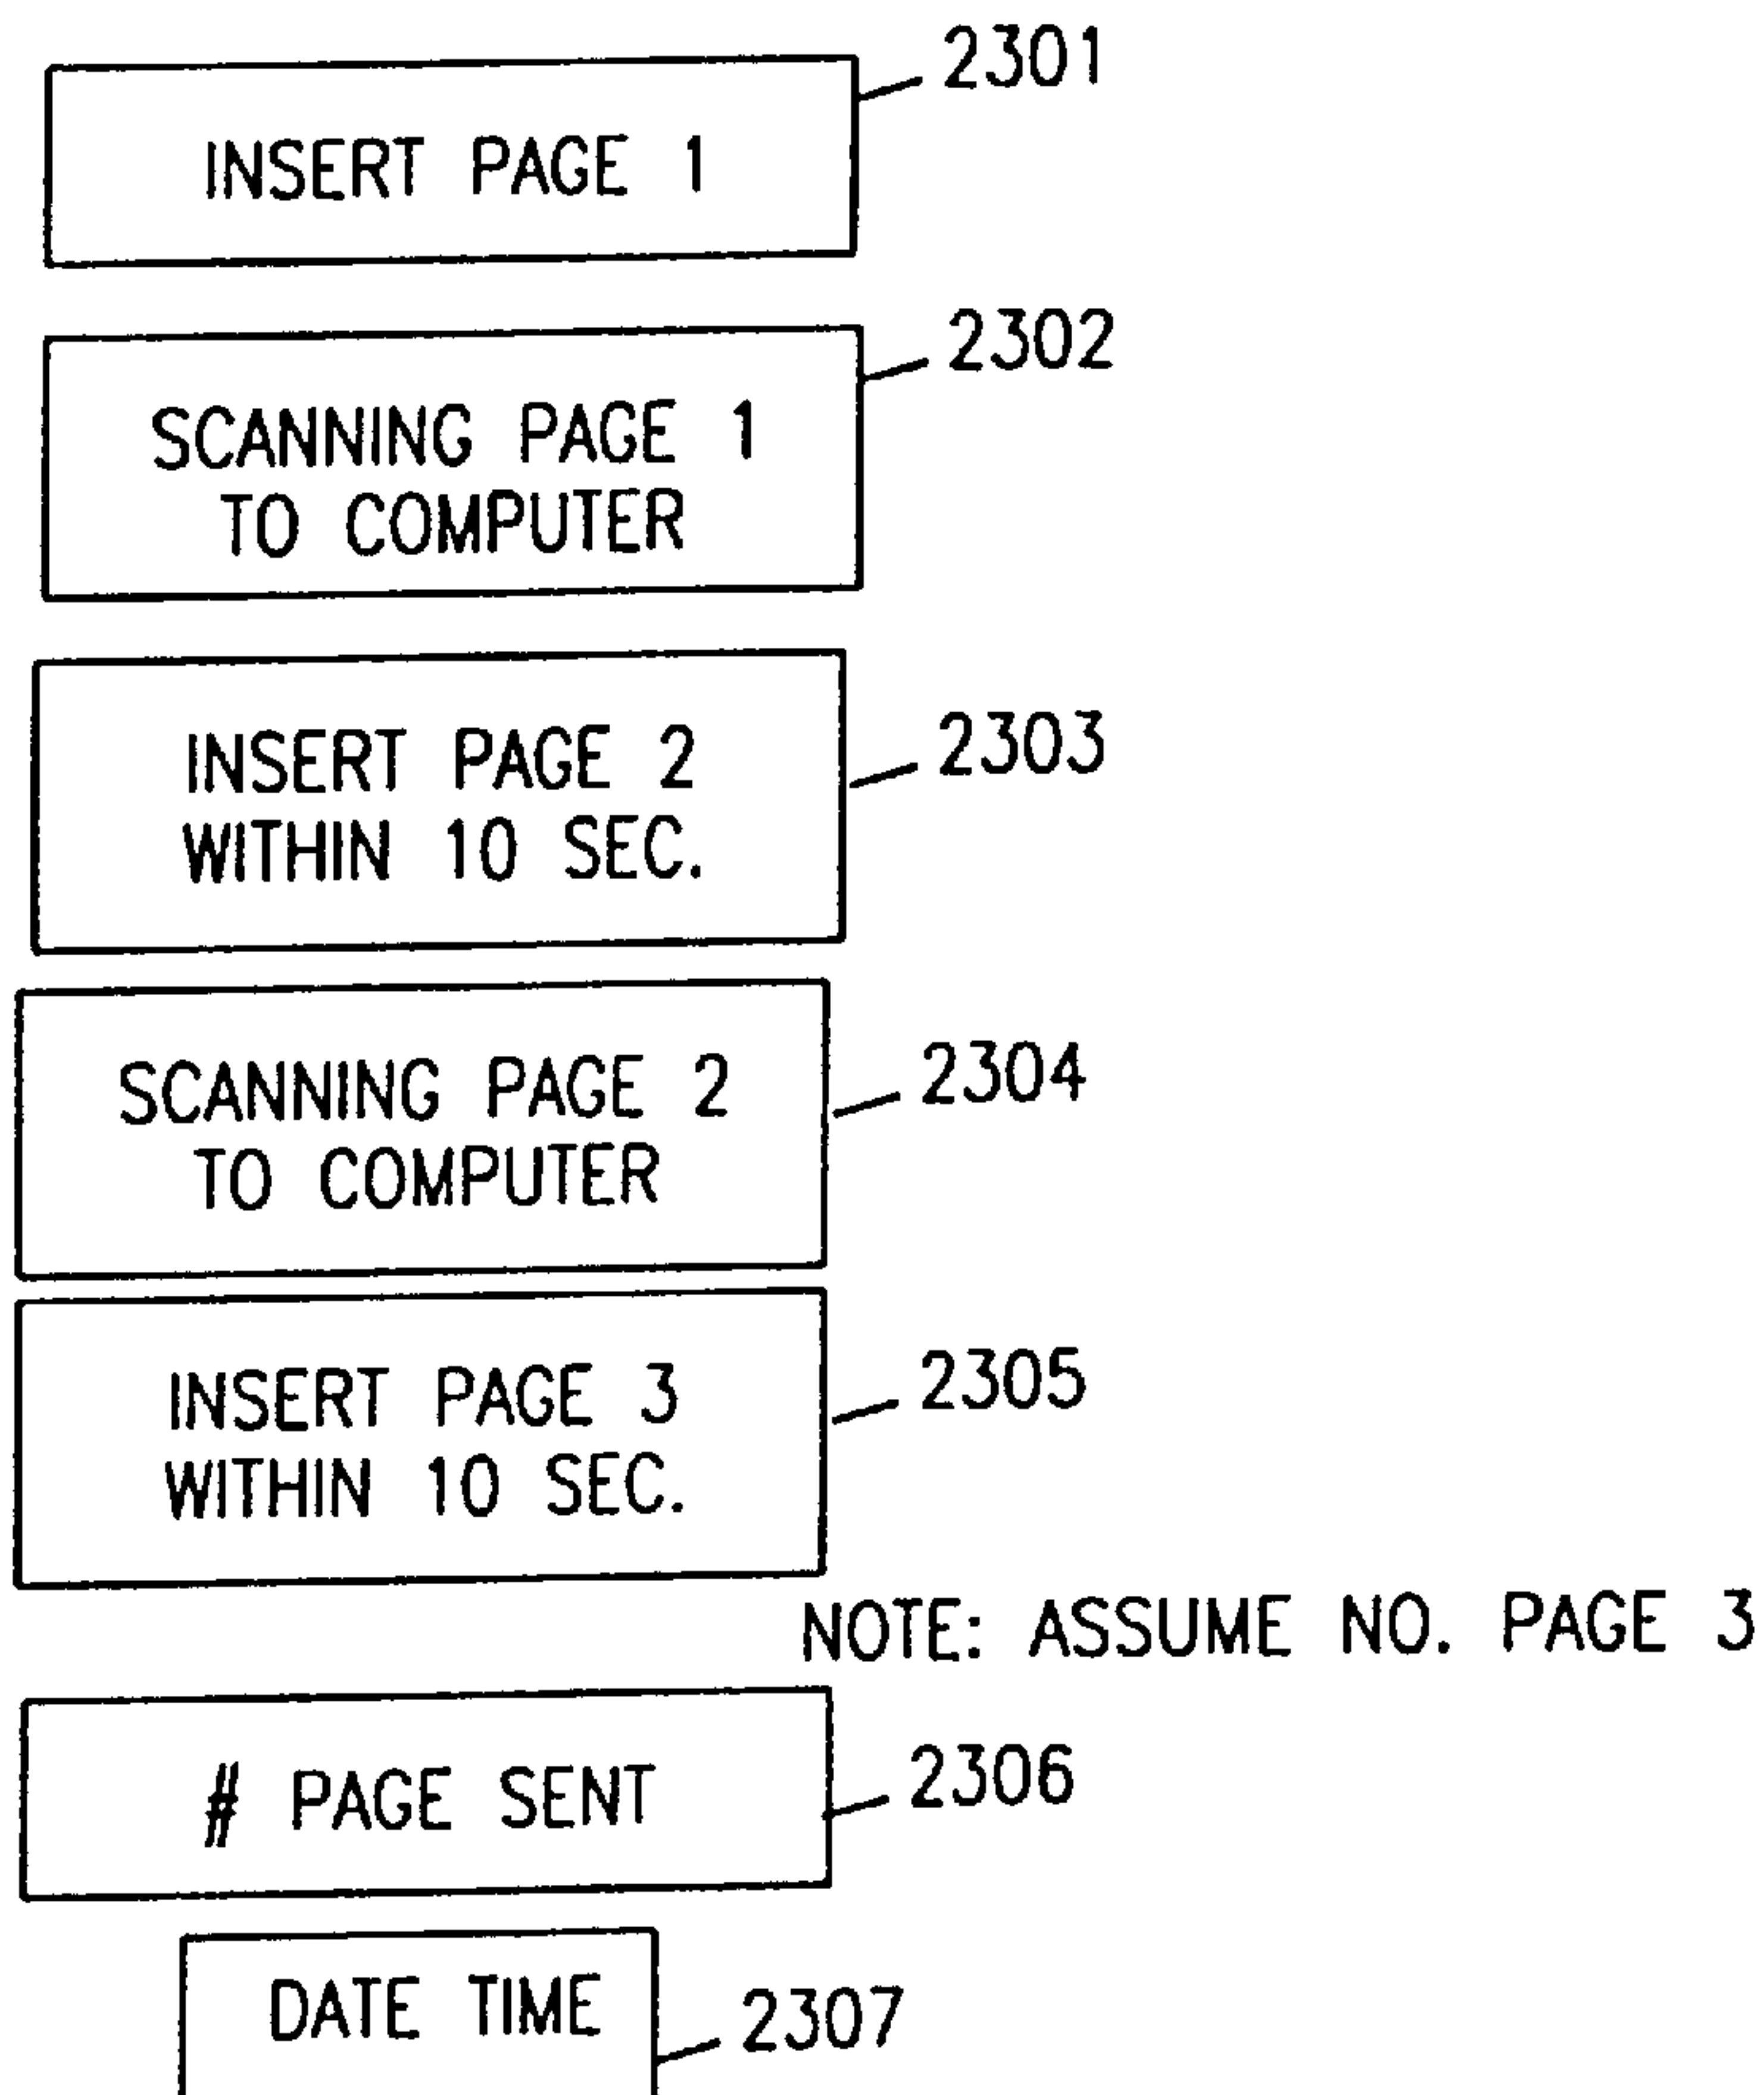 2301
INSERT PAGE 1
2302
SCANNING PAGE 1
TO COMPUTER
INSERT PAGE 2
2303
WITHIN 10 SEC.
SCANNING PAGE 2
2304
TO COMPUTER
INSERT PAGE 3
2305
WITHIN 10 SEC.
NOTE: ASSUME NO. PAGE 3
# PAGE SENT
2306
DATE TIME
2307